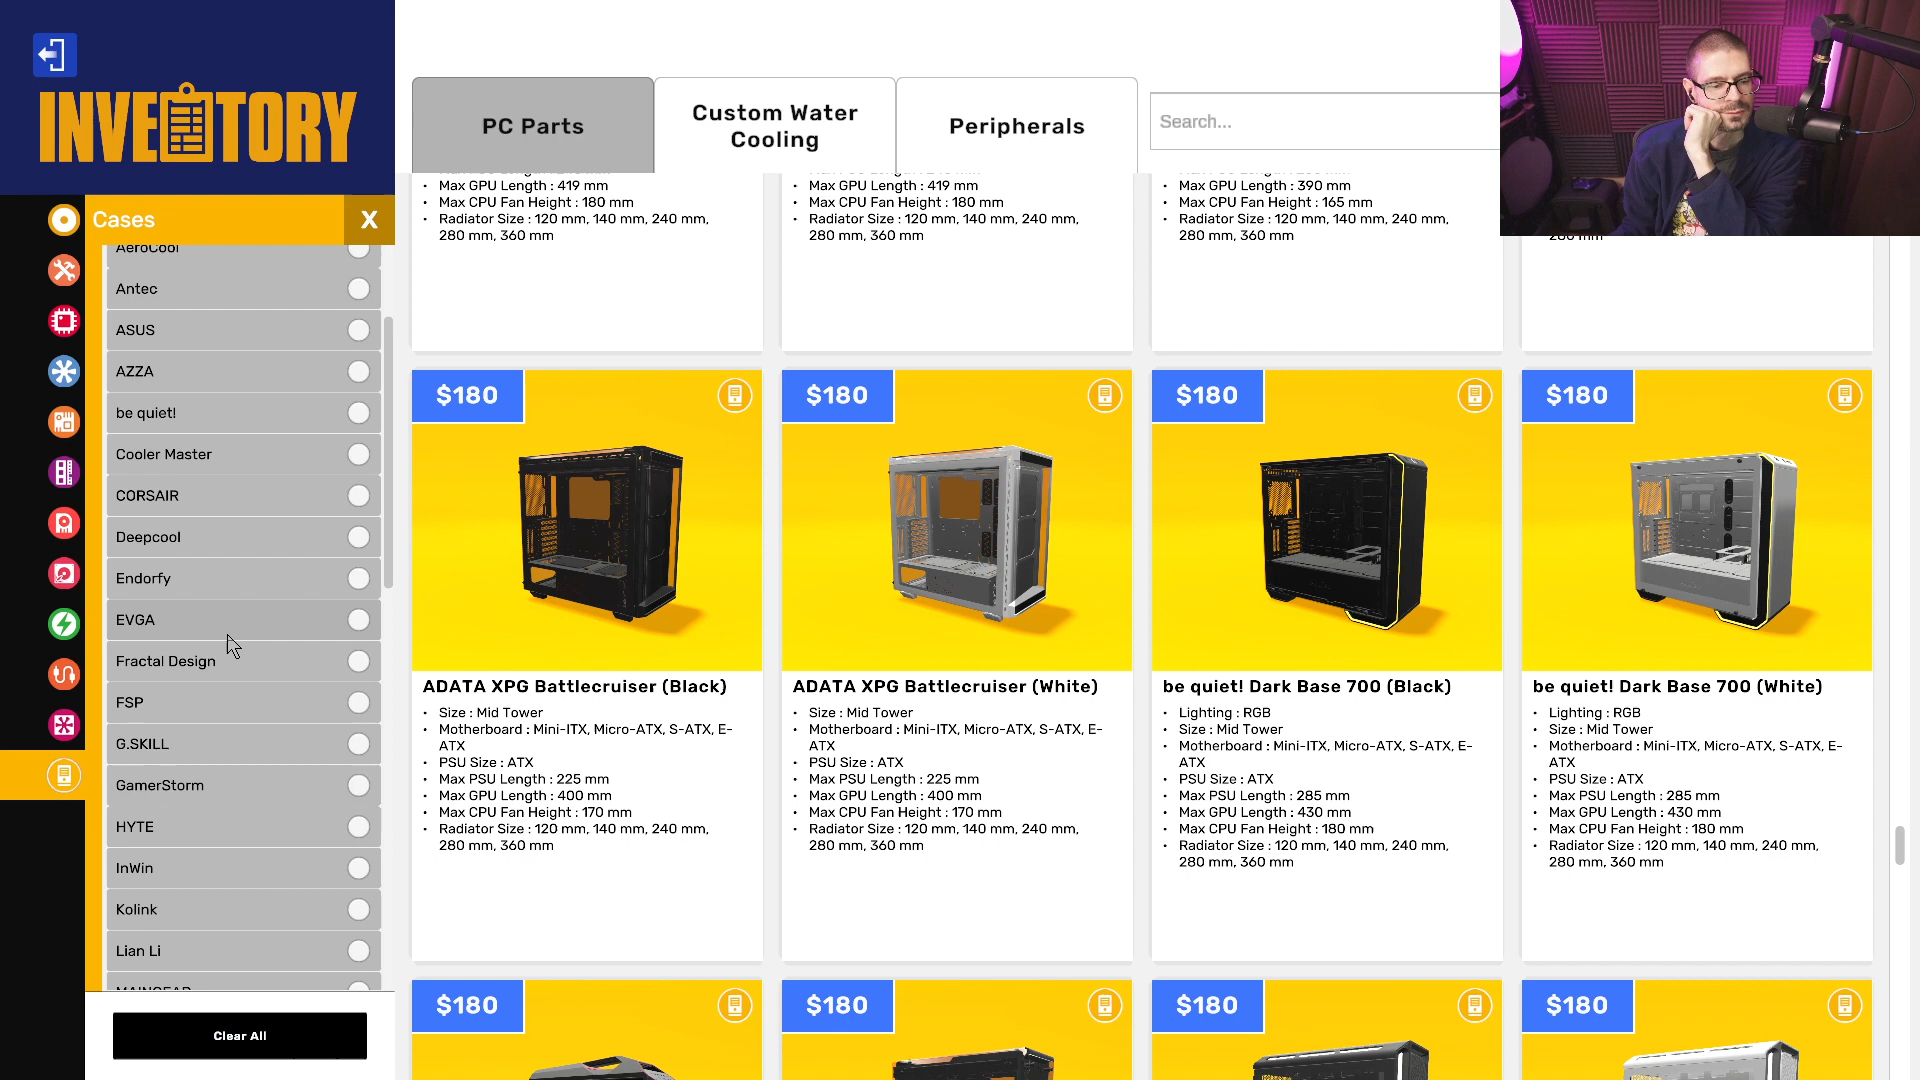 INVENTORY
PC Parts
Custom Water
Cooling
Peripherals
Search...
Cases
X
AeroCool
Antec
ASUS
AZZA
be quiet!
Cooler Master
CORSAIR
Deepcool
Endorfy
EVGA
Fractal Design
FSP
G.SKILL
GamerStorm
HYTE
InWin
Kolink
Lian Li
MAINGEAR
Clear All
• Max GPU Length : 419 mm
• Max CPU Fan Height : 180 mm
• Radiator Size : 120 mm, 140 mm, 240 mm,
280 mm, 360 mm
• Max GPU Length : 419 mm
• Max CPU Fan Height : 180 mm
• Radiator Size : 120 mm, 140 mm, 240 mm,
280 mm, 360 mm
• Max GPU Length : 390 mm
• Max CPU Fan Height : 165 mm
• Radiator Size : 120 mm, 140 mm, 240 mm,
280 mm, 360 mm
280 mm
$180
ADATA XPG Battlecruiser (Black)
• Size : Mid Tower
• Motherboard : Mini-ITX, Micro-ATX, S-ATX, E-
ATX
• PSU Size : ATX
• Max PSU Length : 225 mm
• Max GPU Length : 400 mm
• Max CPU Fan Height : 170 mm
• Radiator Size : 120 mm, 140 mm, 240 mm,
280 mm, 360 mm
$180
ADATA XPG Battlecruiser (White)
• Size : Mid Tower
• Motherboard : Mini-ITX, Micro-ATX, S-ATX, E-
ATX
• PSU Size : ATX
• Max PSU Length : 225 mm
• Max GPU Length : 400 mm
• Max CPU Fan Height : 170 mm
• Radiator Size : 120 mm, 140 mm, 240 mm,
280 mm, 360 mm
$180
be quiet! Dark Base 700 (Black)
• Lighting : RGB
• Size : Mid Tower
• Motherboard : Mini-ITX, Micro-ATX, S-ATX, E-
ATX
• PSU Size : ATX
• Max PSU Length : 285 mm
• Max GPU Length : 430 mm
• Max CPU Fan Height : 180 mm
• Radiator Size : 120 mm, 140 mm, 240 mm,
280 mm, 360 mm
$180
be quiet! Dark Base 700 (White)
• Lighting : RGB
• Size : Mid Tower
• Motherboard : Mini-ITX, Micro-ATX, S-ATX, E-
ATX
• PSU Size : ATX
• Max PSU Length : 285 mm
• Max GPU Length : 430 mm
• Max CPU Fan Height : 180 mm
• Radiator Size : 120 mm, 140 mm, 240 mm,
280 mm, 360 mm
$180
$180
$180
$180